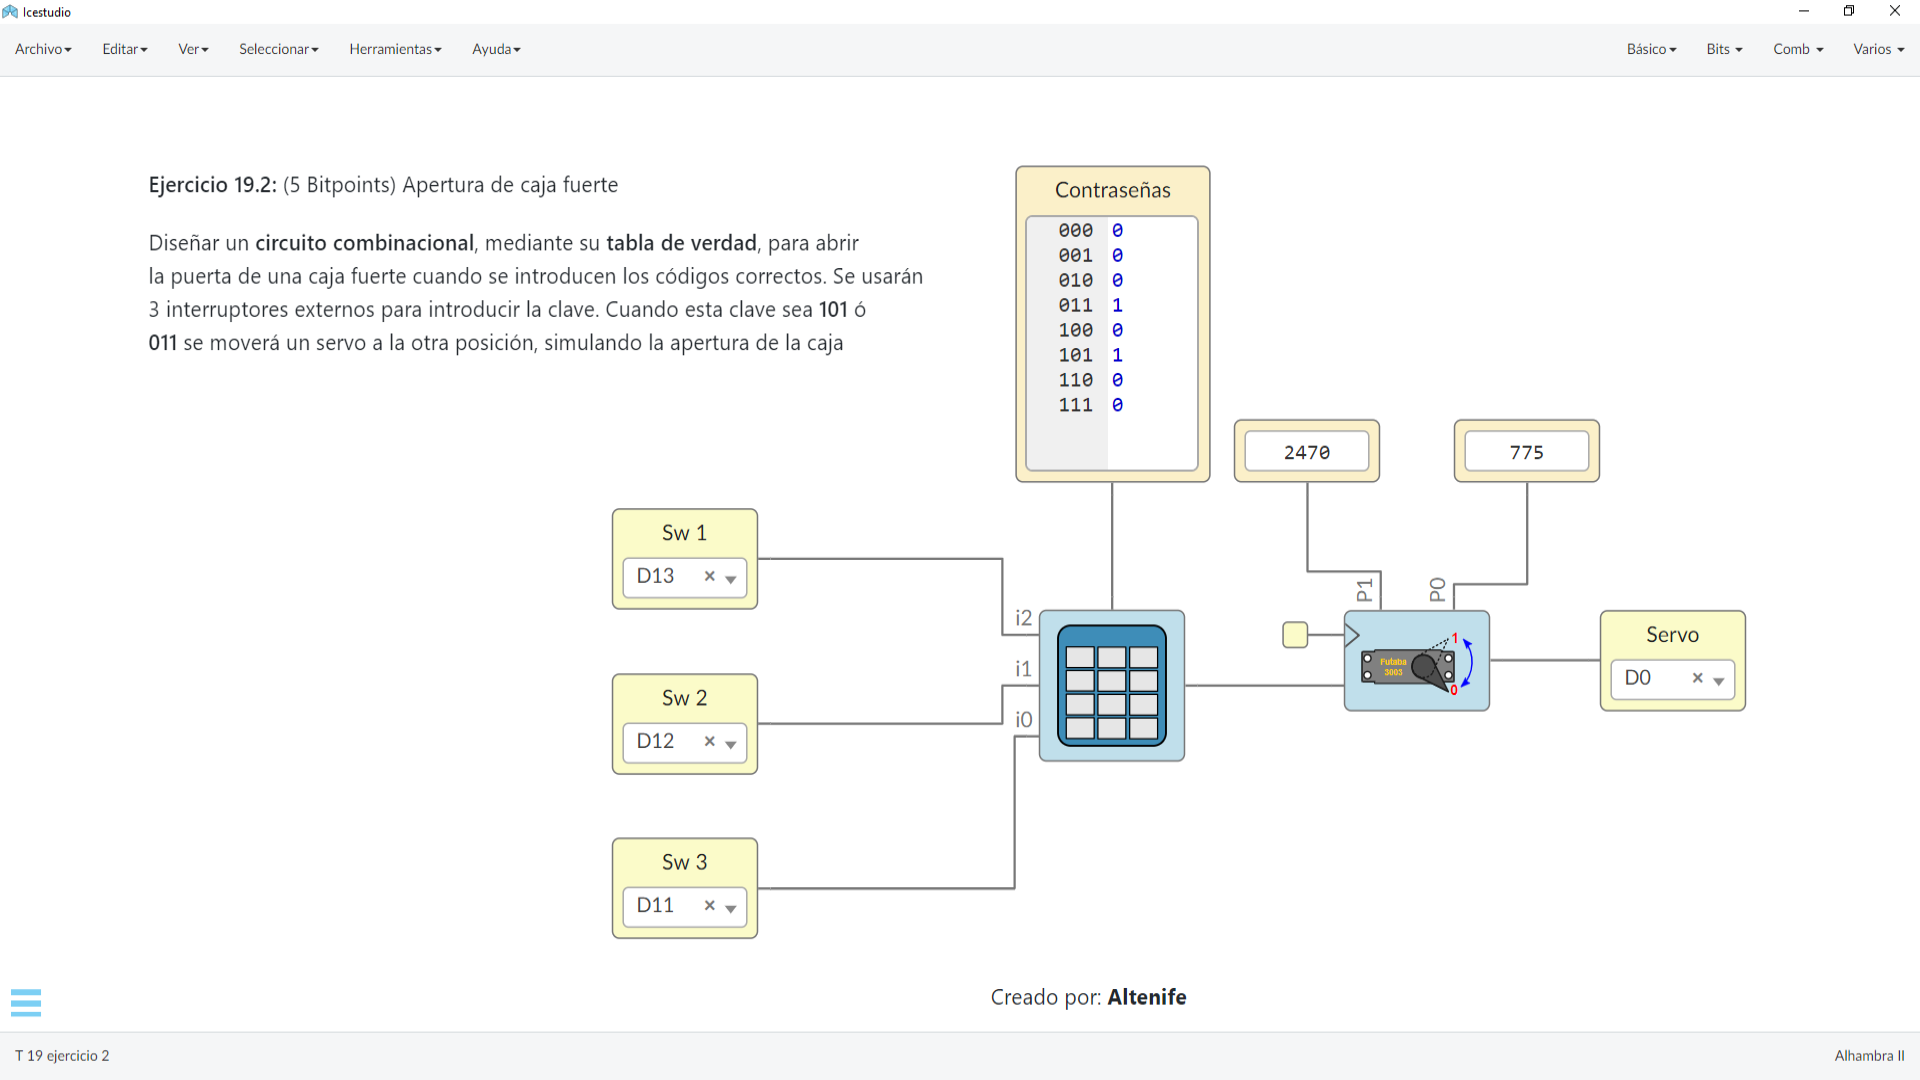 Icestudio
Archivo Editar Ver Seleccionar Herramientas Ayuda Básico Bits Comb Varios
Ejercicio 19.2: (5 Bitpoints) Apertura de caja fuerte
Diseñar un circuito combinacional, mediante su tabla de verdad, para abrir
la puerta de una caja fuerte cuando se introducen los códigos correctos. Se usarán
3 interruptores externos para introducir la clave. Cuando esta clave sea 101 ó
011 se moverá un servo a la otra posición, simulando la apertura de la caja
Contraseñas
000 0
001 0
010 0
011 1
100 0
101 1
110 0
111 0
2470
775
Sw 1
D13
Sw 2
D12
Sw 3
D11
i2
i1
i0
P1
P0
Futaba
3003
1
0
Servo
D0
Creado por: Altenife
T 19 ejercicio 2
Alhambra II